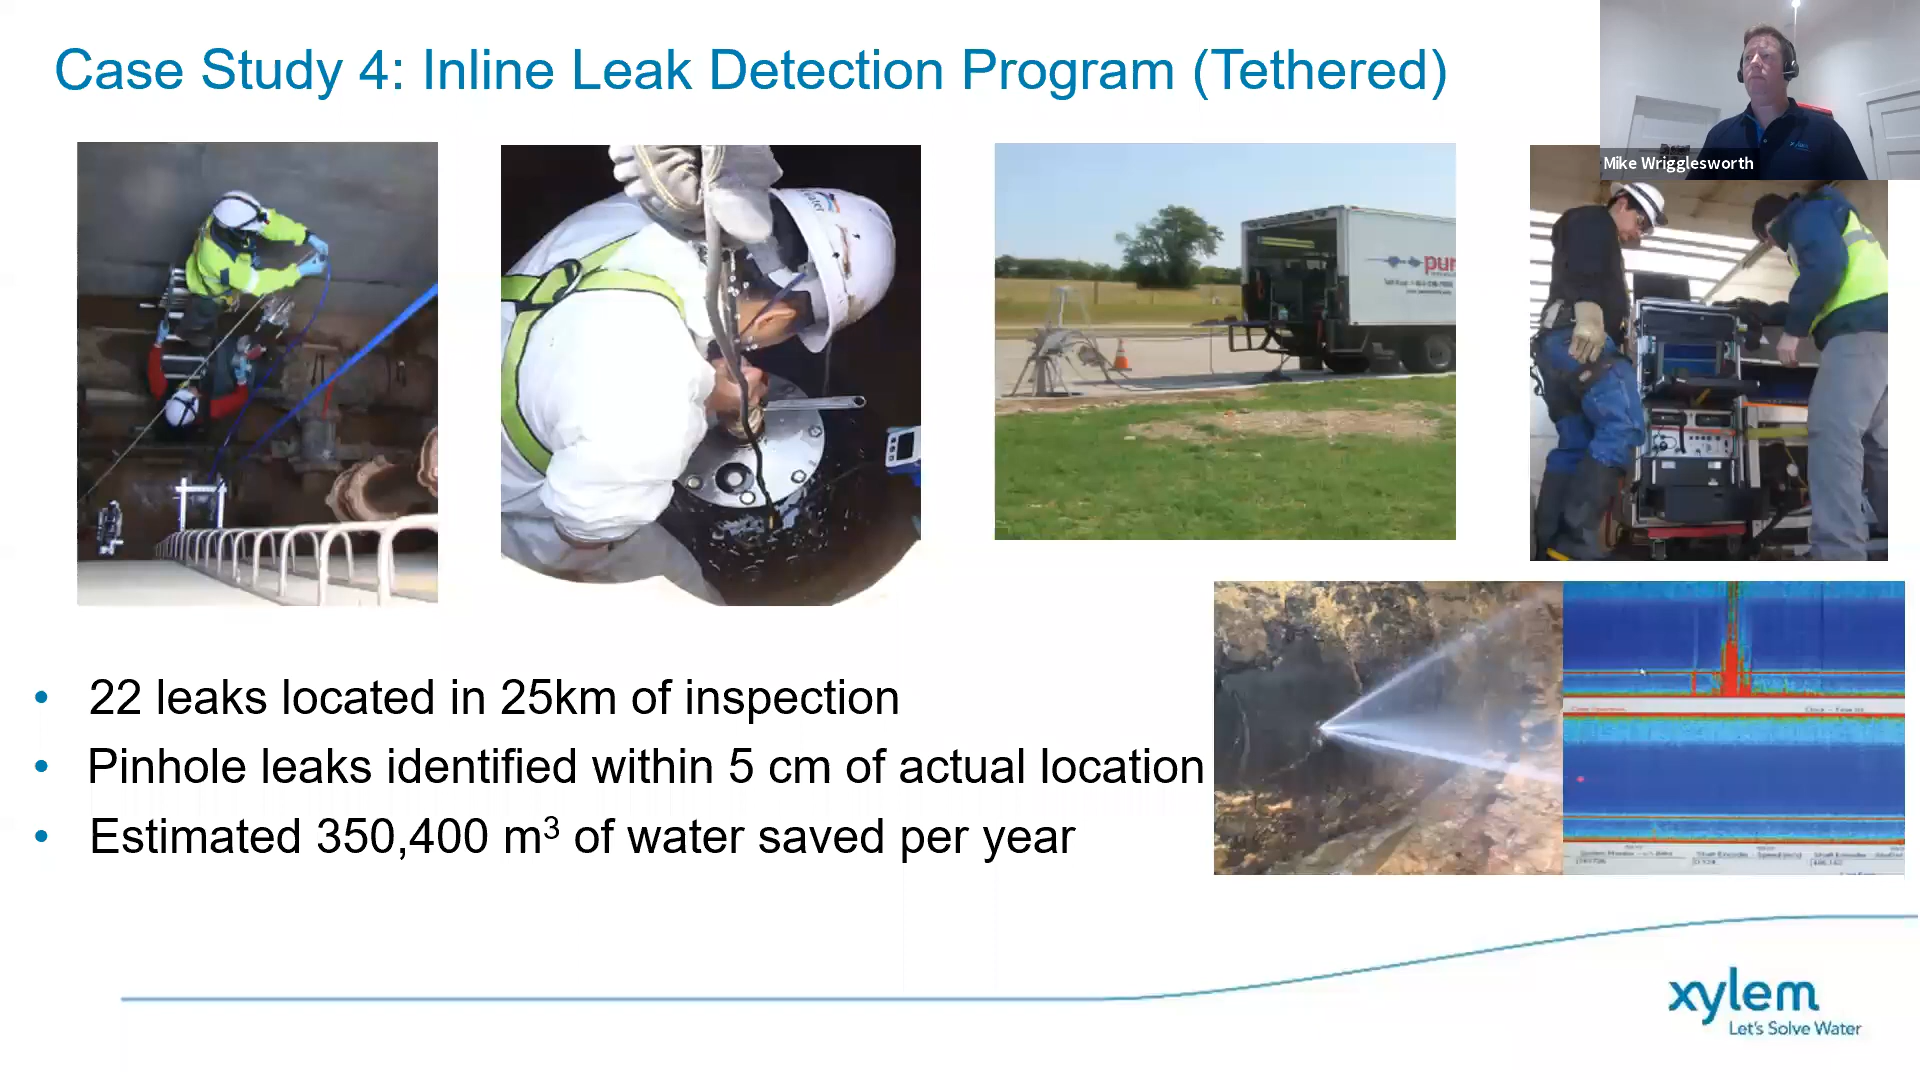 Case Study 4: Inline Leak Detection Program (Tethered)
Mike Wrigglesworth
xylem
pur
• 22 leaks located in 25km of inspection
• Pinhole leaks identified within 5 cm of actual location
• Estimated 350,400 m³ of water saved per year
xylem
Let's Solve Water